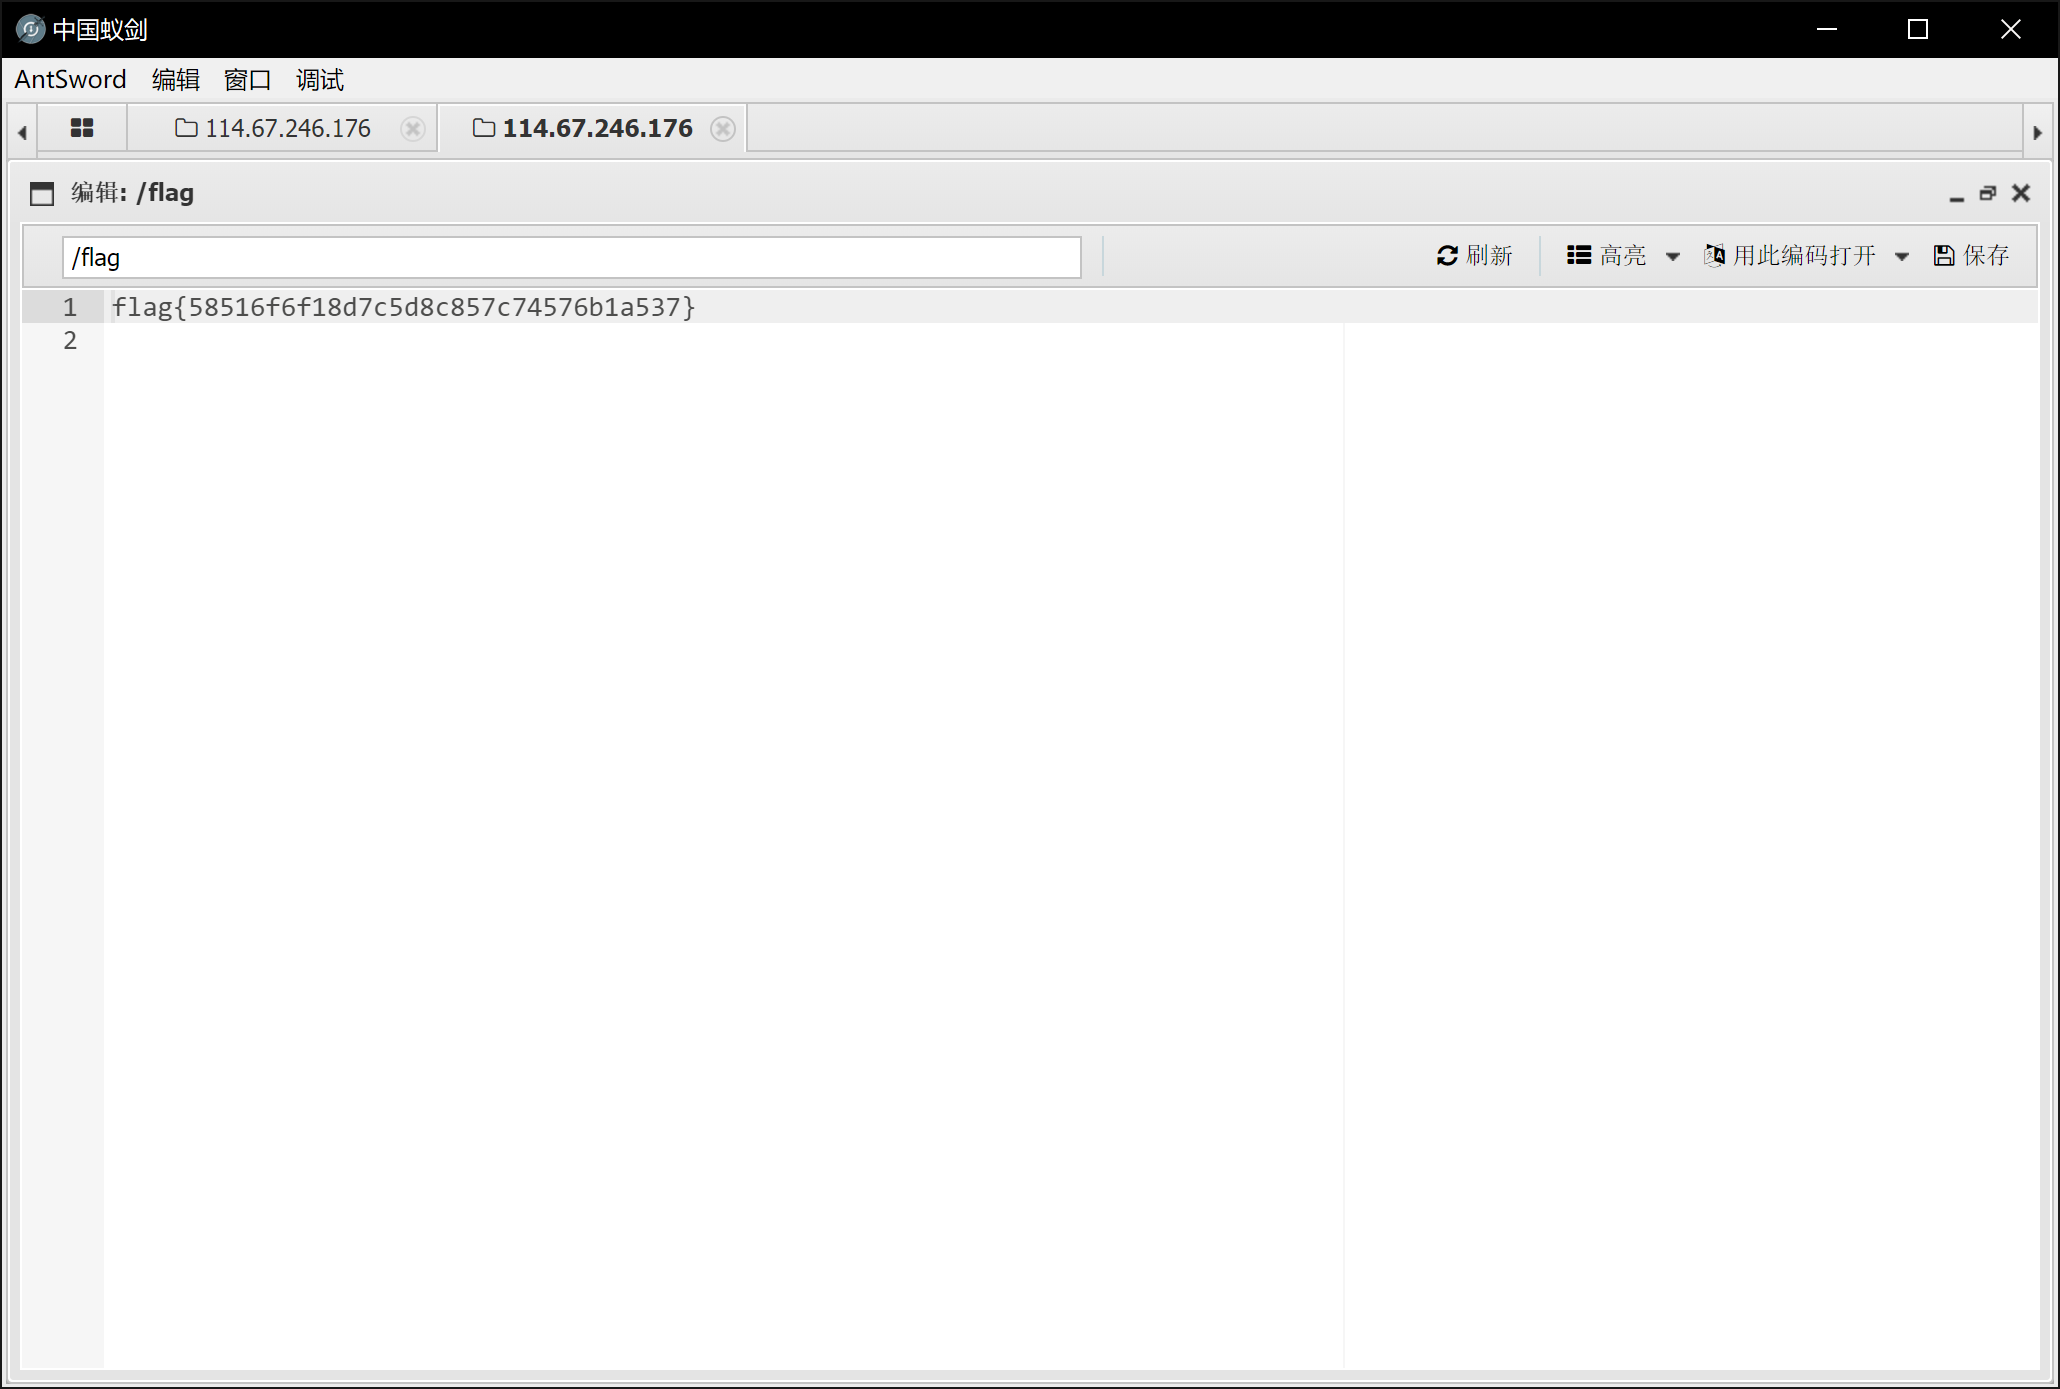 中国蚁剑
AntSword 编辑 窗口 调试
114.67.246.176 114.67.246.176
编辑: /flag
/flag 刷新 高亮 用此编码打开 保存
1 flag{58516f6f18d7c5d8c857c74576b1a537}
2